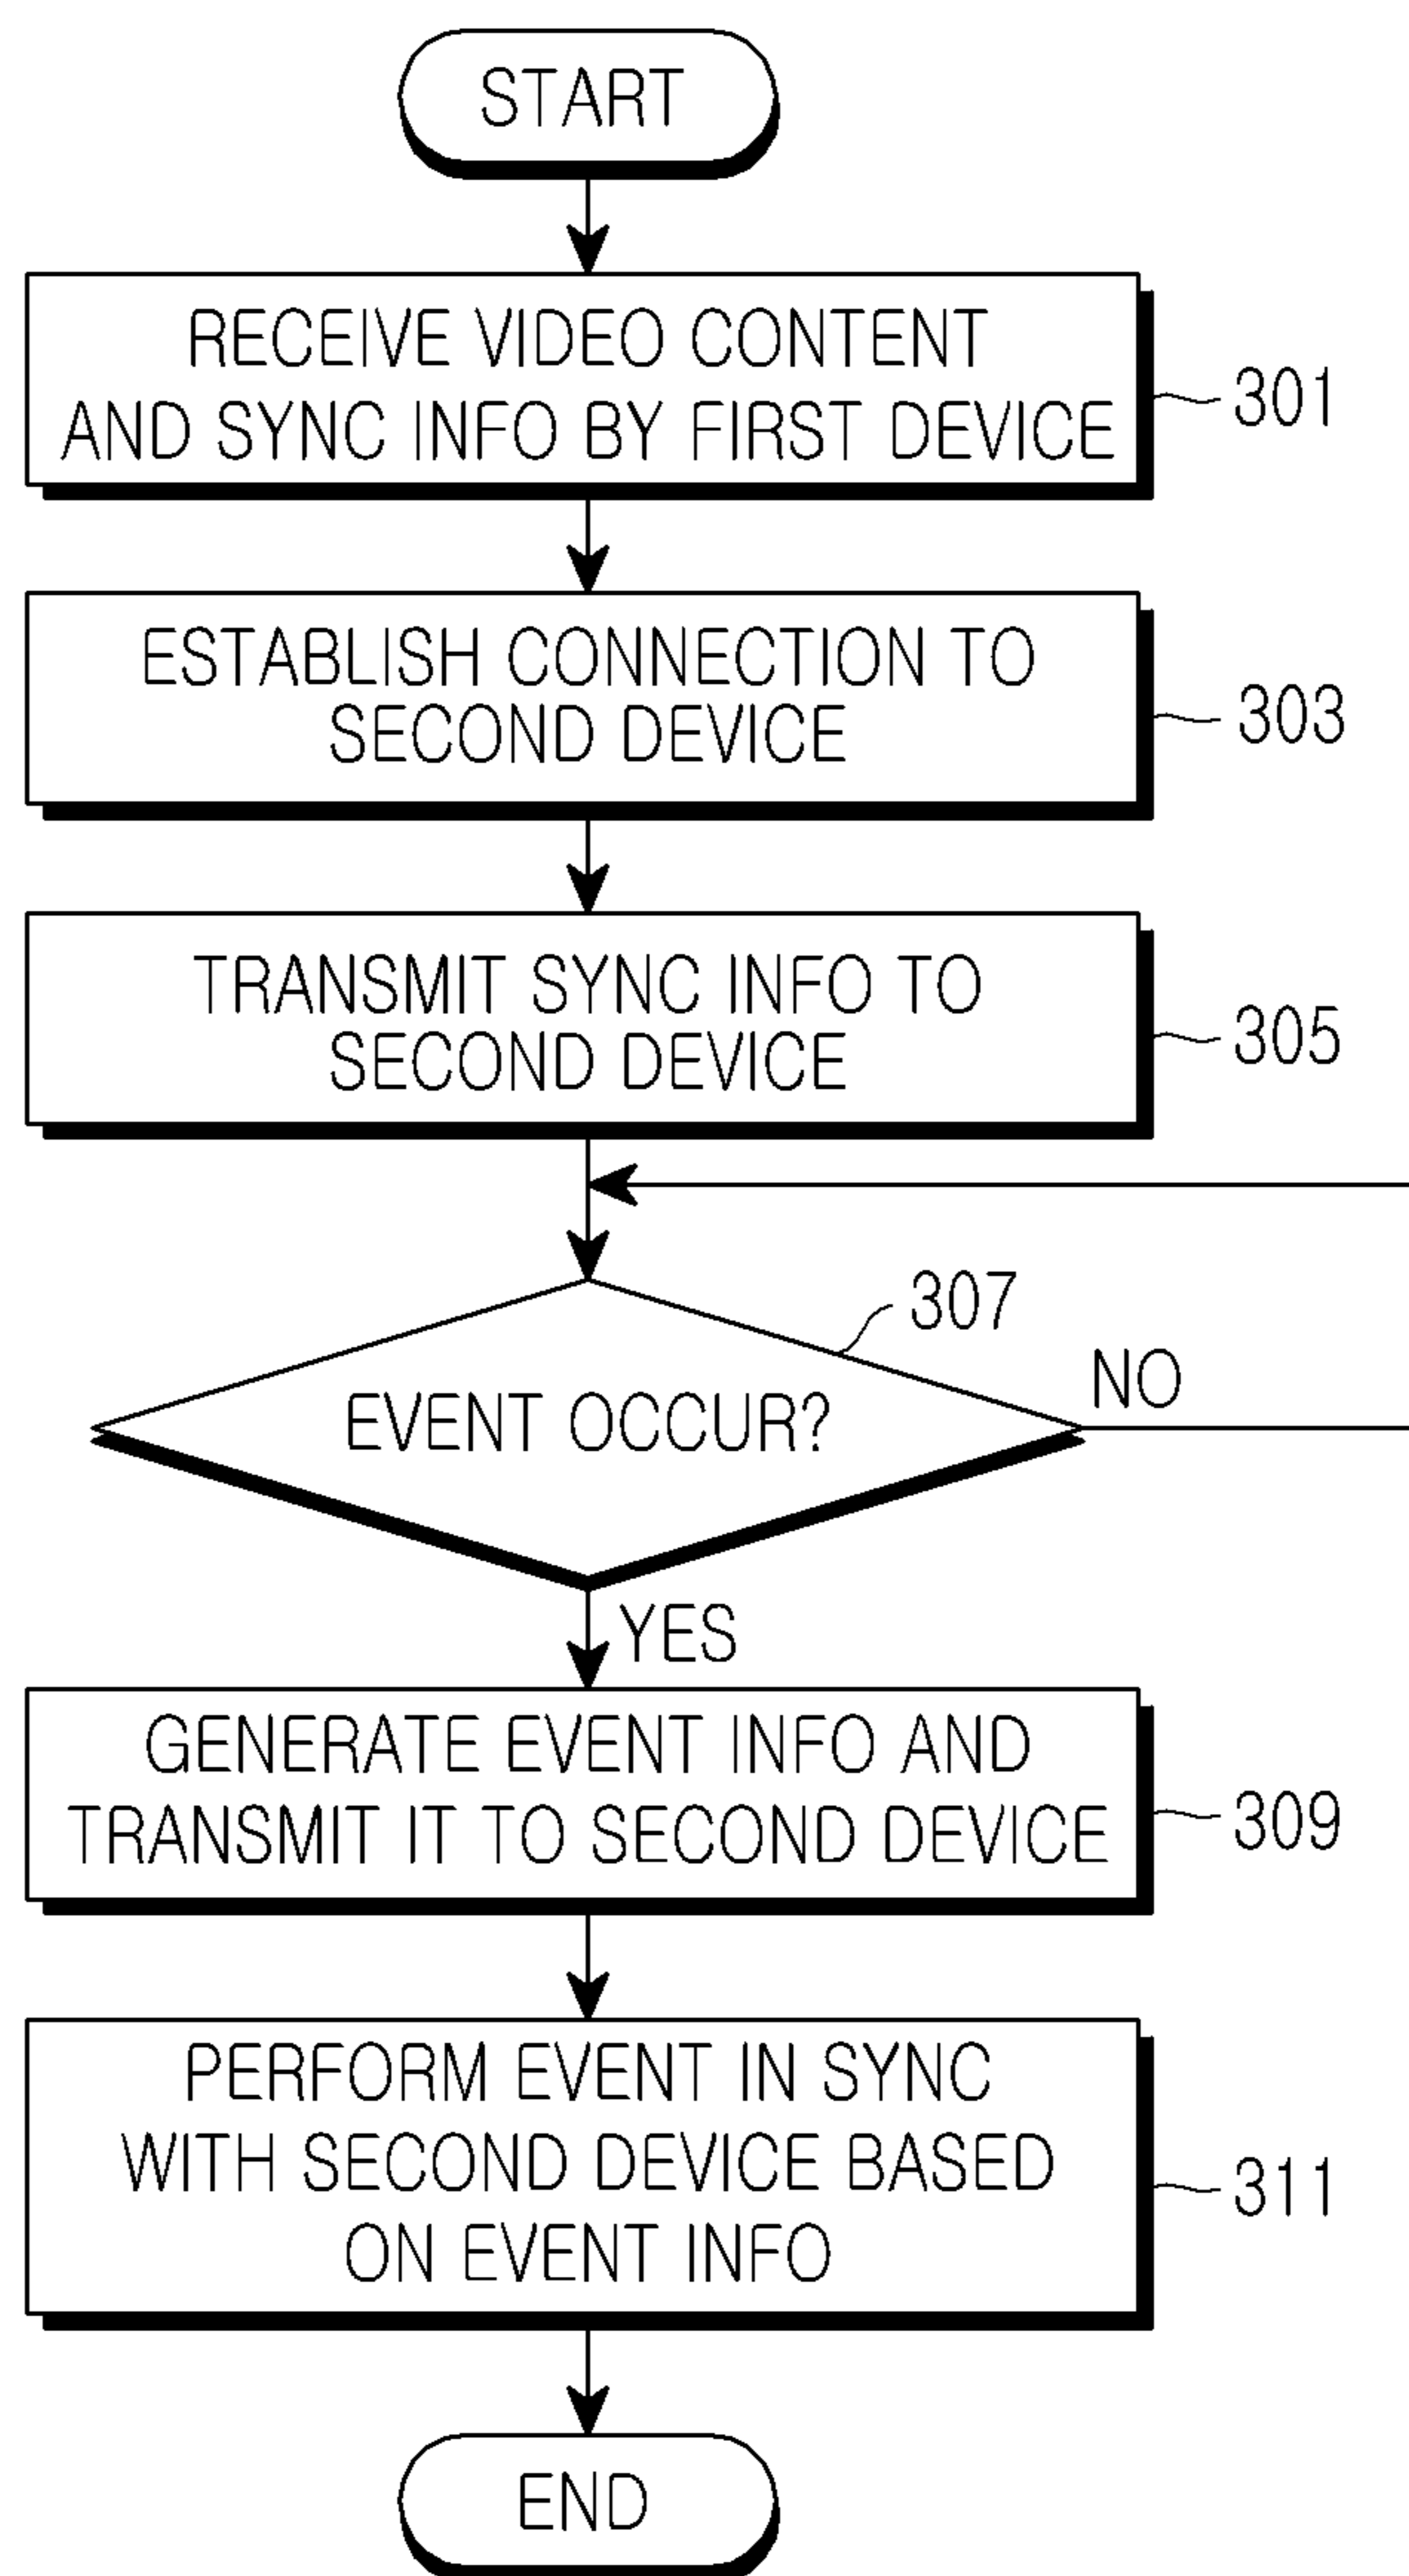 START
RECEIVE VIDEO CONTENT
AND SYNC INFO BY FIRST DEVICE
301
ESTABLISH CONNECTION TO
SECOND DEVICE
303
TRANSMIT SYNC INFO TO
SECOND DEVICE
305
307
EVENT OCCUR?
NO
YES
GENERATE EVENT INFO AND
TRANSMIT IT TO SECOND DEVICE
309
PERFORM EVENT IN SYNC
WITH SECOND DEVICE BASED
ON EVENT INFO
311
END